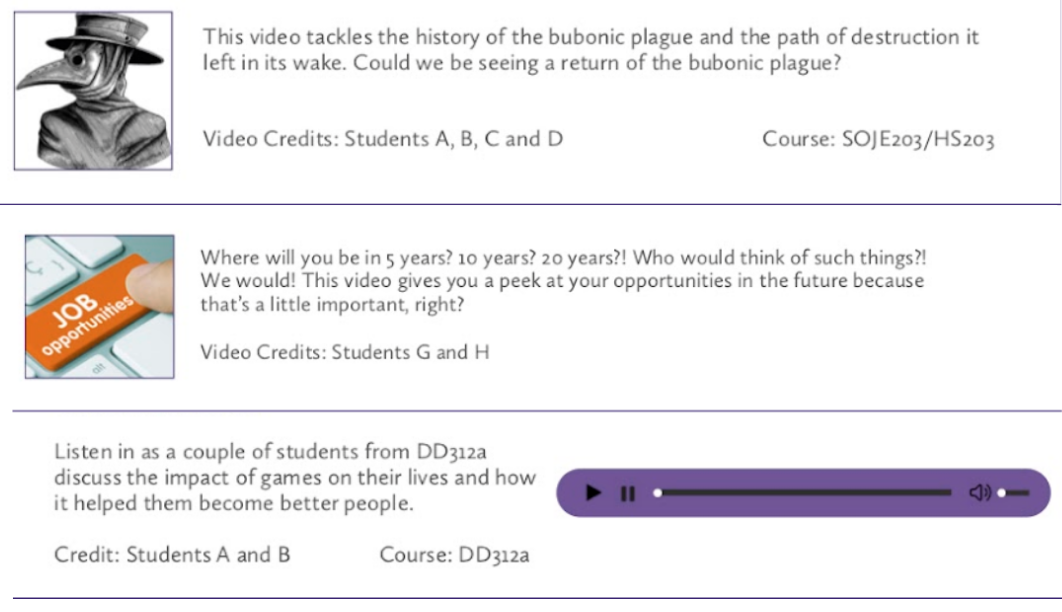 This video tackles the history of the bubonic plague and the path of destruction it
left in its wake. Could we be seeing a return of the bubonic plague?
Video Credits: Students A, B, C and D
Course: SOJE203/HS203
JOB
opportunities
alt
Where will you be in 5 years? 10 years? 20 years?! Who would think of such things?!
We would! This video gives you a peek at your opportunities in the future because
that's a little important, right?
Video Credits: Students G and H
Listen in as a couple of students from DD312a
discuss the impact of games on their lives and how
it helped them become better people.
Credit: Students A and B
Course: DD312a